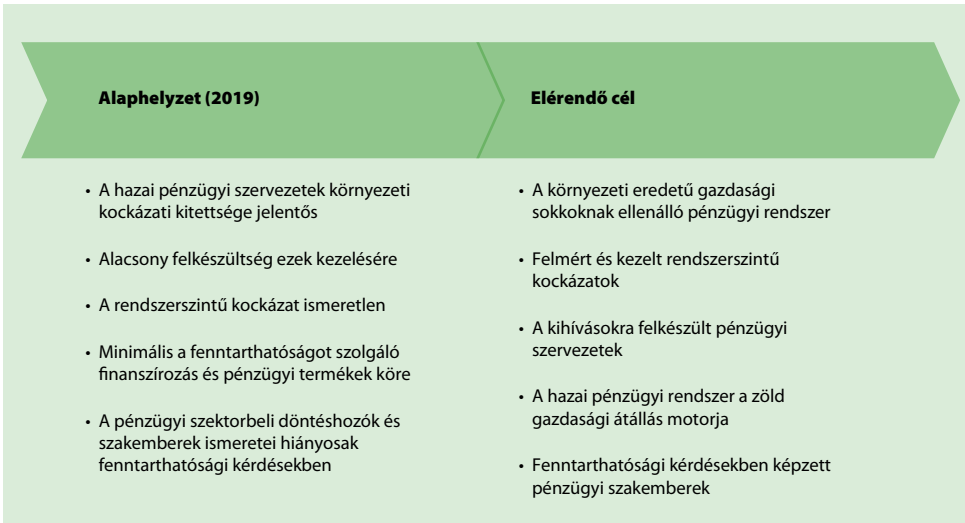 Alaphelyzet (2019)
• A hazai pénzügyi szervezetek környezeti
kockázati kitettsége jelentős
• Alacsony felkészültség ezek kezelésére
• A rendszerszintű kockázat ismeretlen
• Minimális a fenntarthatóságot szolgáló
finanszírozás és pénzügyi termékek köre
• A pénzügyi szektorbeli döntéshozók és
szakemberek ismeretei hiányosak
fenntarthatósági kérdésekben
Elérendő cél
• A környezeti eredetű gazdasági
sokkoknak ellenálló pénzügyi rendszer
• Felmért és kezelt rendszerszintű
kockázatok
• A kihívásokra felkészült pénzügyi
szervezetek
• A hazai pénzügyi rendszer a zöld
gazdasági átállás motorja
• Fenntarthatósági kérdésekben képzett
pénzügyi szakemberek